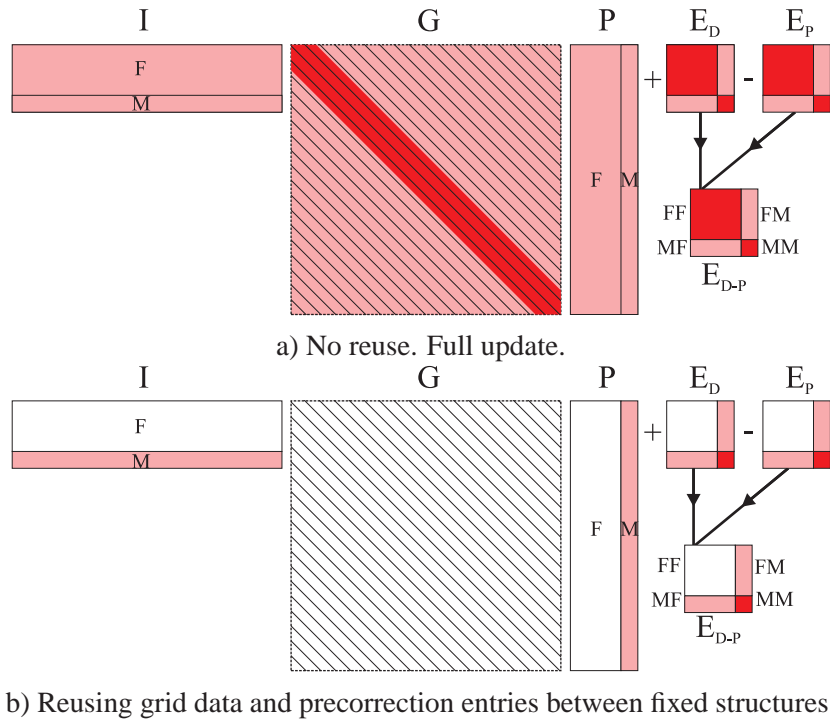 I G P E_D E_P
F
M
F M
+ -
FF FM
MF MM
E_D-P
a) No reuse. Full update.
I G P E_D E_P
F
M
F M
+ -
FF FM
MF MM
E_D-P
b) Reusing grid data and precorrection entries between fixed structures